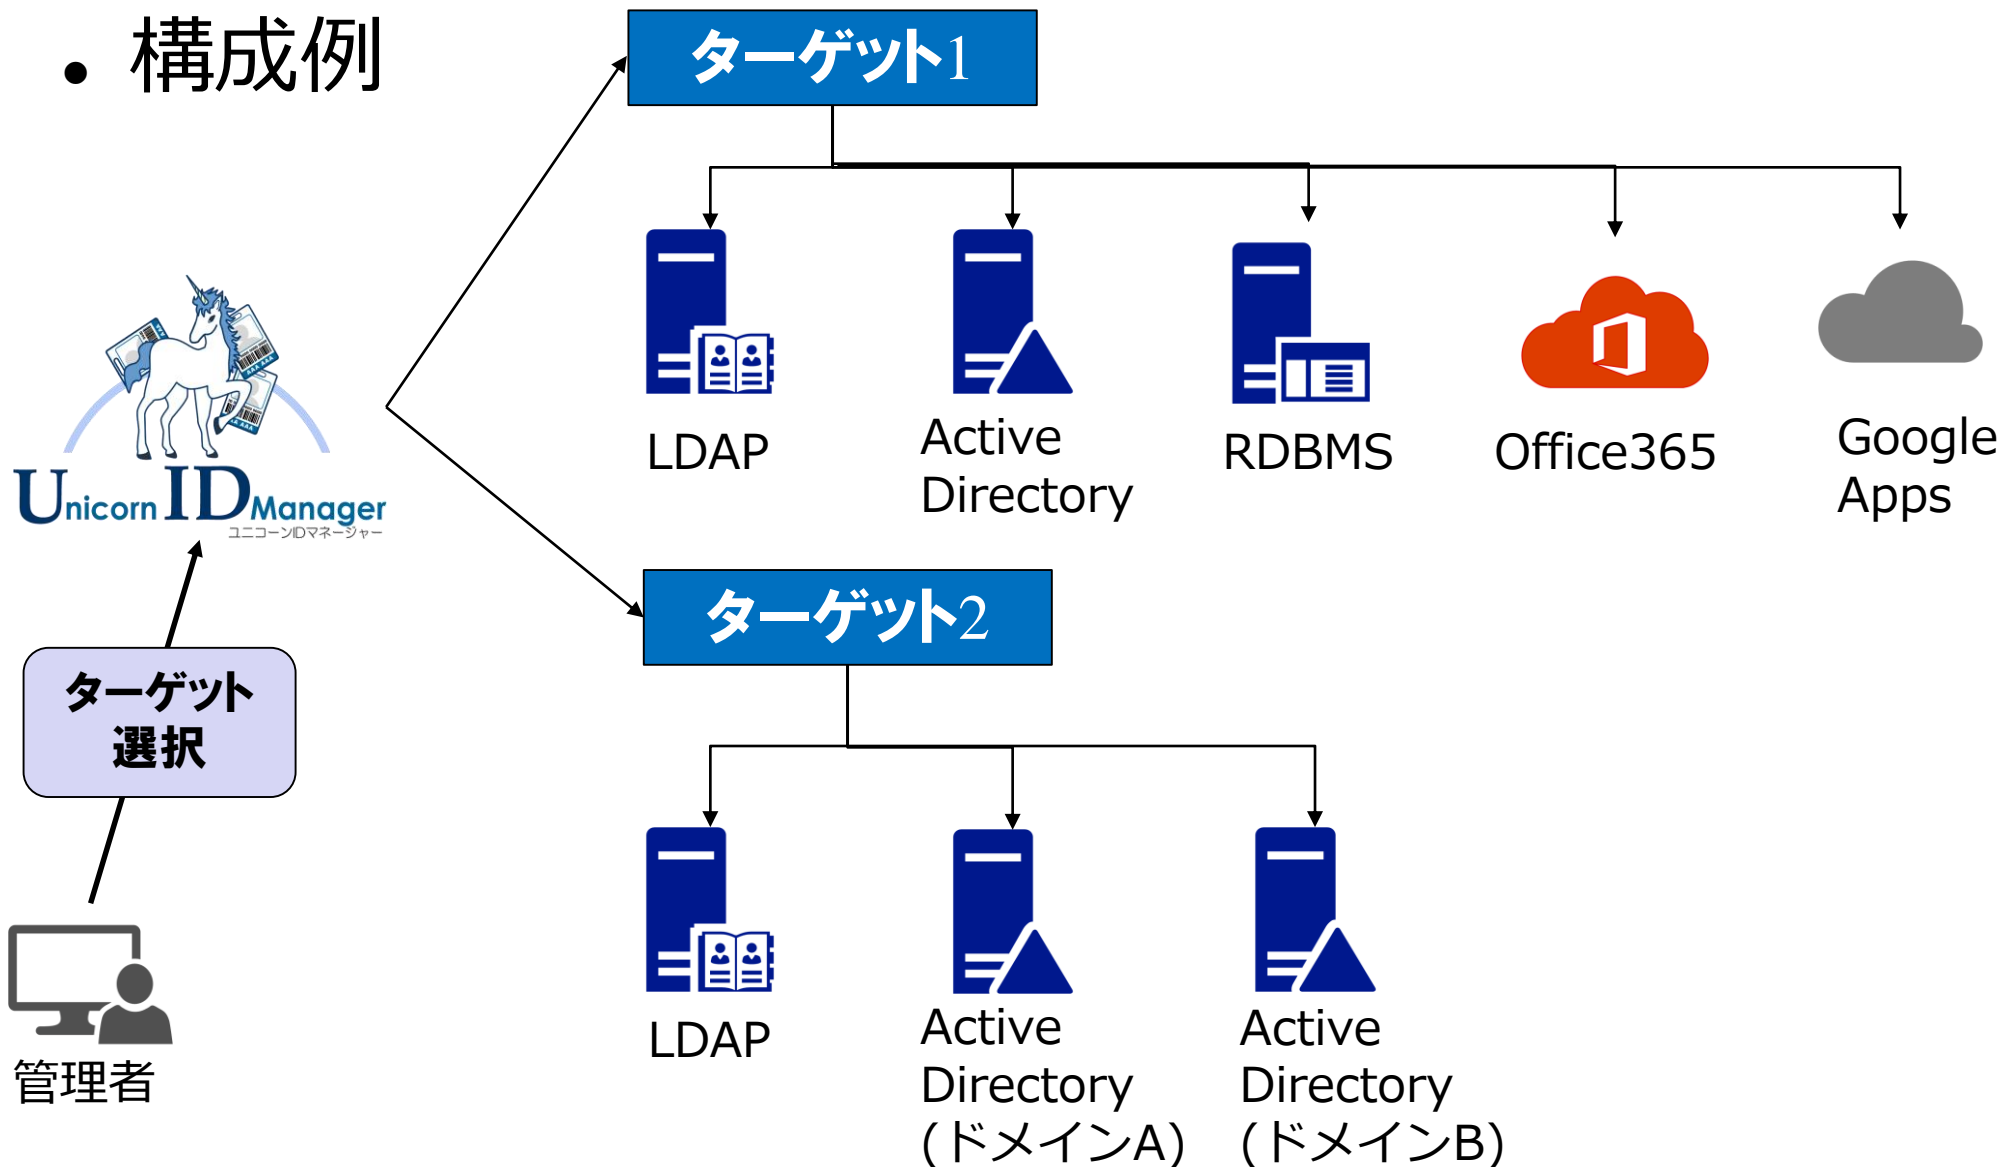 • 構成例
ターゲット1
LDAP
Active
Directory
RDBMS
Office365
Google
Apps
Unicorn ID Manager
ユニコーンIDマネージャー
ターゲット2
ターゲット
選択
LDAP
Active
Directory
(ドメインA)
Active
Directory
(ドメインB)
管理者